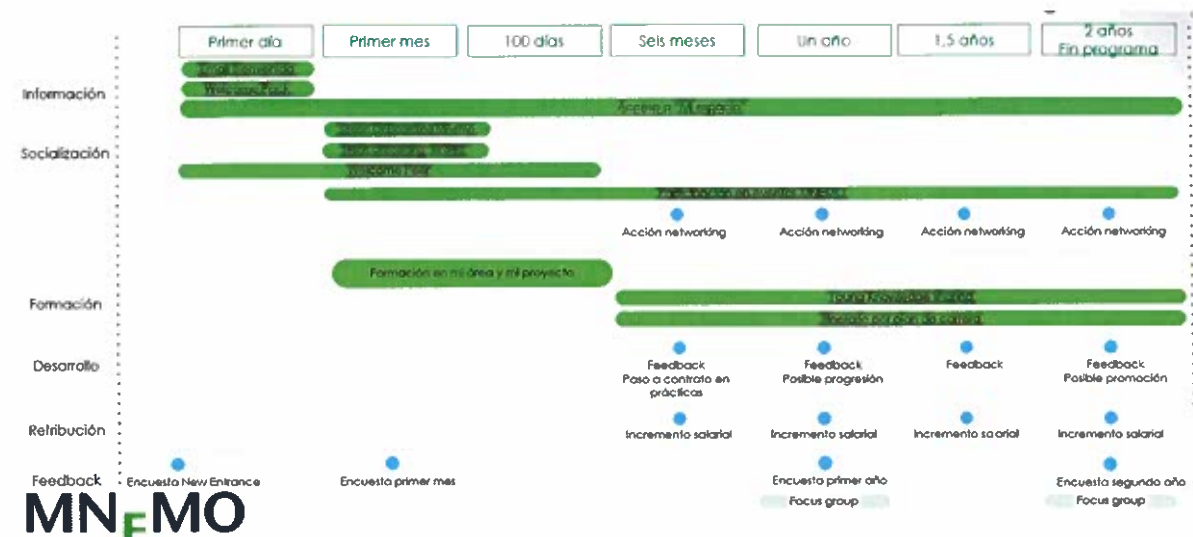 Primer día
Primer mes
100 días
Seis meses
Un año
1,5 años
2 años
Fin programa
Información
Welcome Pack
Socialización
Welcome
Acción networking
Acción networking
Acción networking
Acción networking
Formación en mi área y mi proyecto
Formación
plan de carrera
Desarrollo
Feedback
Paso a contrato en
prácticas
Feedback
Posible progresión
Feedback
Feedback
Posible promoción
Retribución
Incremento salarial
Incremento salarial
Incremento salarial
Incremento salarial
Feedback
Encuesta New Entrance
Encuesta primer mes
Encuesta primer año
Focus group
Encuesta segundo año
Focus group
MNEMO